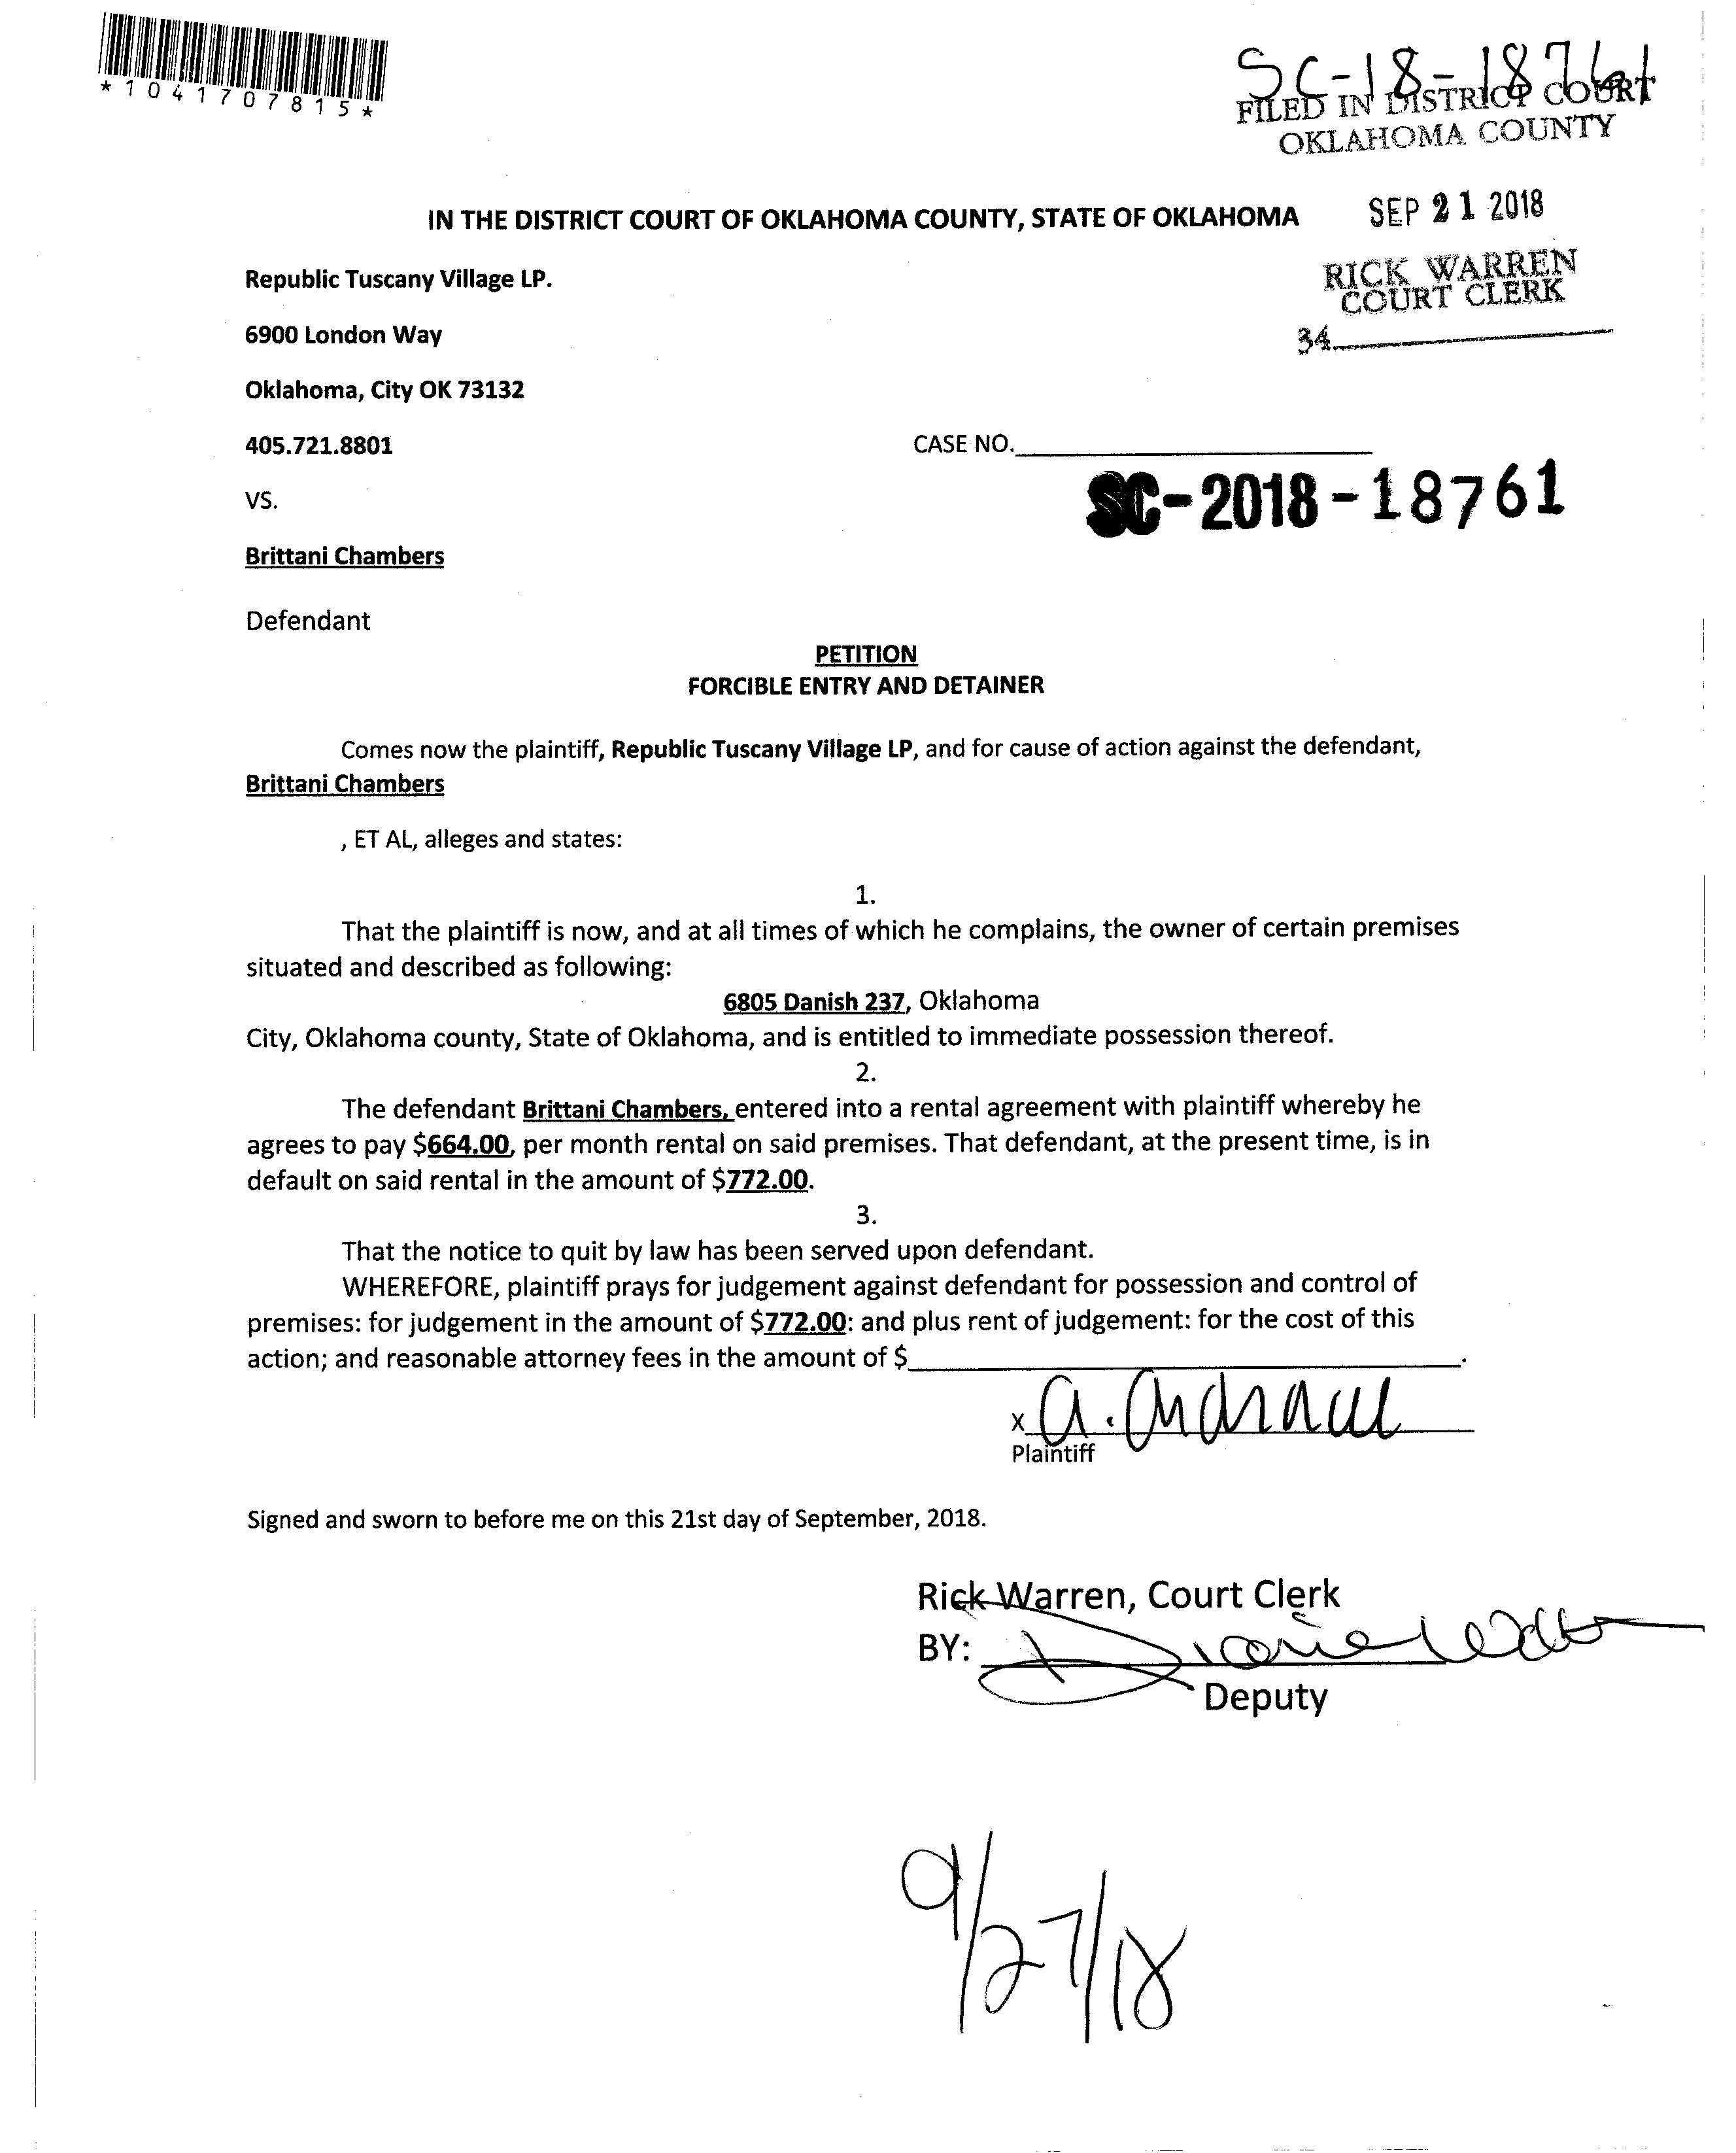 *1041707815*
SC-18-18761
FILED IN DISTRICT COURT
OKLAHOMA COUNTY
IN THE DISTRICT COURT OF OKLAHOMA COUNTY, STATE OF OKLAHOMA
SEP 21 2018
Republic Tuscany Village LP.
RICK WARREN
COURT CLERK
6900 London Way
34
Oklahoma, City OK 73132
405.721.8801
CASE NO.
SC-2018-18761
VS.
Brittani Chambers
Defendant
PETITION
FORCIBLE ENTRY AND DETAINER
Comes now the plaintiff, Republic Tuscany Village LP, and for cause of action against the defendant,
Brittani Chambers
, ET AL, alleges and states:
1.
That the plaintiff is now, and at all times of which he complains, the owner of certain premises
situated and described as following:
6805 Danish 237, Oklahoma
City, Oklahoma county, State of Oklahoma, and is entitled to immediate possession thereof.
2.
The defendant Brittani Chambers, entered into a rental agreement with plaintiff whereby he
agrees to pay $664.00, per month rental on said premises. That defendant, at the present time, is in
default on said rental in the amount of $772.00.
3.
That the notice to quit by law has been served upon defendant.
WHEREFORE, plaintiff prays for judgement against defendant for possession and control of
premises: for judgement in the amount of $772.00: and plus rent of judgement: for the cost of this
action; and reasonable attorney fees in the amount of $ .
x A.
Plaintiff
Signed and sworn to before me on this 21st day of September, 2018.
Rick Warren, Court Clerk
BY:
Deputy
9/27/18